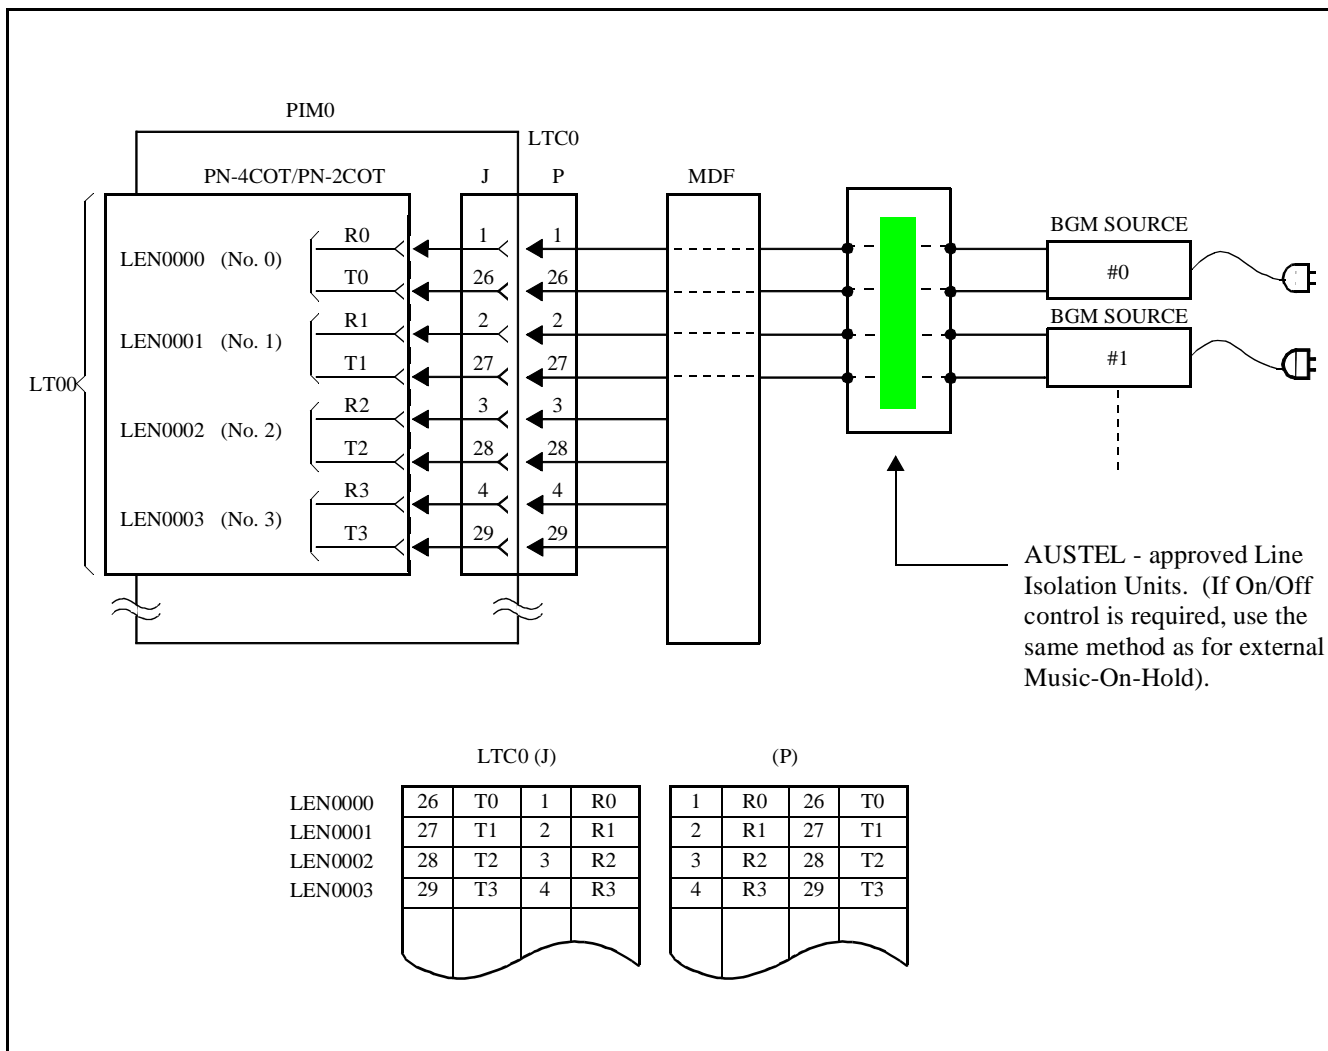 PIM0
LTC0
PN-4COT/PN-2COT J P MDF
BGM SOURCE
R0 1 1
LEN0000 (No. 0)
#0
T0 26 26
BGM SOURCE
R1 2 2
LEN0001 (No. 1)
#1
T1 27 27
LT00
R2 3 3
LEN0002 (No. 2)
T2 28 28
R3 4 4
LEN0003 (No. 3)
T3 29 29
AUSTEL - approved Line
Isolation Units. (If On/Off
control is required, use the
same method as for external
Music-On-Hold).
LTC0 (J) (P)
LEN0000 26 T0 1 R0 1 R0 26 T0
LEN0001 27 T1 2 R1 2 R1 27 T1
LEN0002 28 T2 3 R2 3 R2 28 T2
LEN0003 29 T3 4 R3 4 R3 29 T3